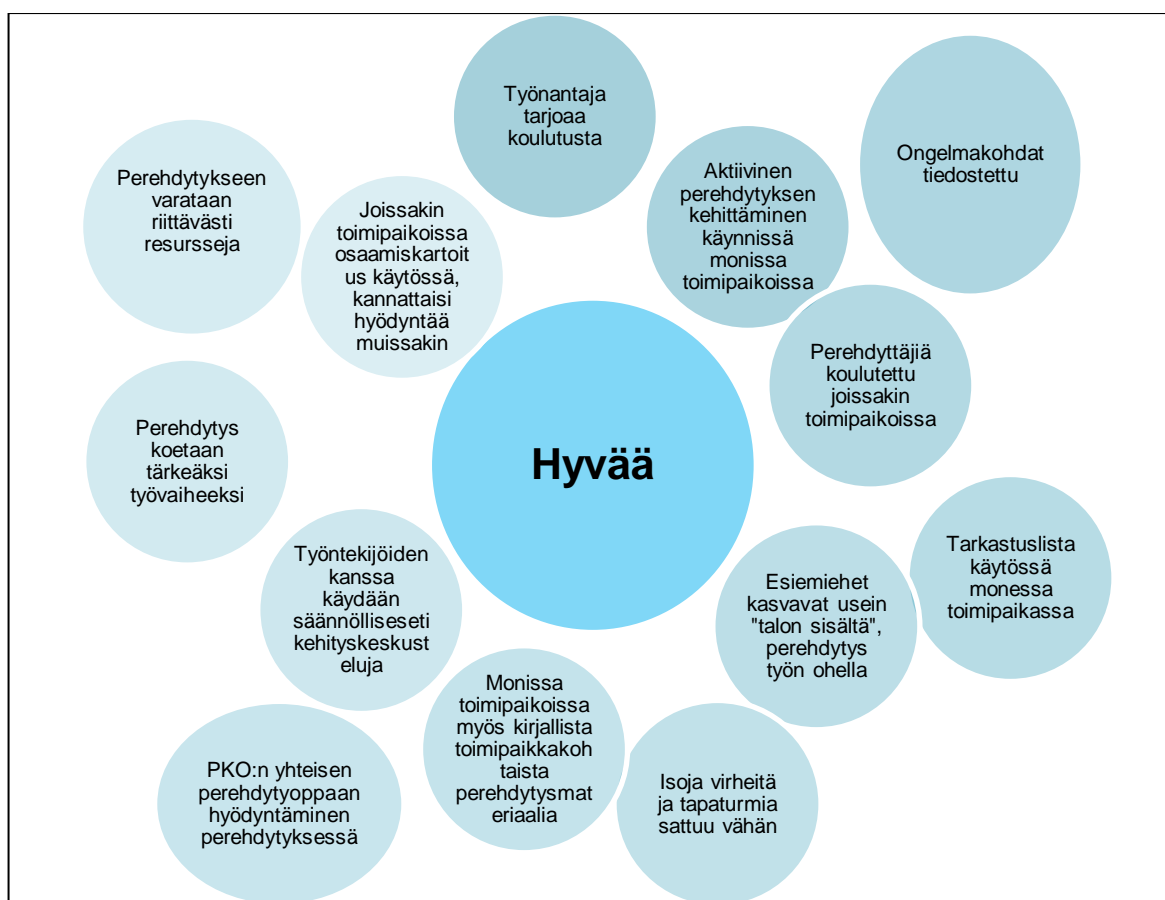 Työnantaja
tarjoaa
koulutusta
Aktiivinen
perehdytyksen
kehittäminen
käynnissä
monissa
toimipaikoissa
Ongelmakohdat
tiedostettu
Perehdyttäjiä
koulutettu
joissakin
toimipaikoissa
Tarkastuslista
käytössä
monessa
toimipaikassa
Esiemiehet
kasvavat usein
"talon sisältä",
perehdytys
työn ohella
Isoja virheitä
ja tapaturmia
sattuu vähän
Monissa
toimipaikoissa
myös kirjallista
toimipaikkakoh
taista
perehdytysmat
eriaalia
PKO:n yhteisen
perehdytyoppaan
hyödyntäminen
perehdytyksessä
Työntekijöiden
kanssa
käydään
säännölliseseti
kehityskeskust
eluja
Perehdytys
koetaan
tärkeäksi
työvaiheeksi
Perehdytykseen
varataan
riittävästi
resursseja
Joissakin
toimipaikoissa
osaamiskartoit
us käytössä,
kannattaisi
hyödyntää
muissakin
Hyvää